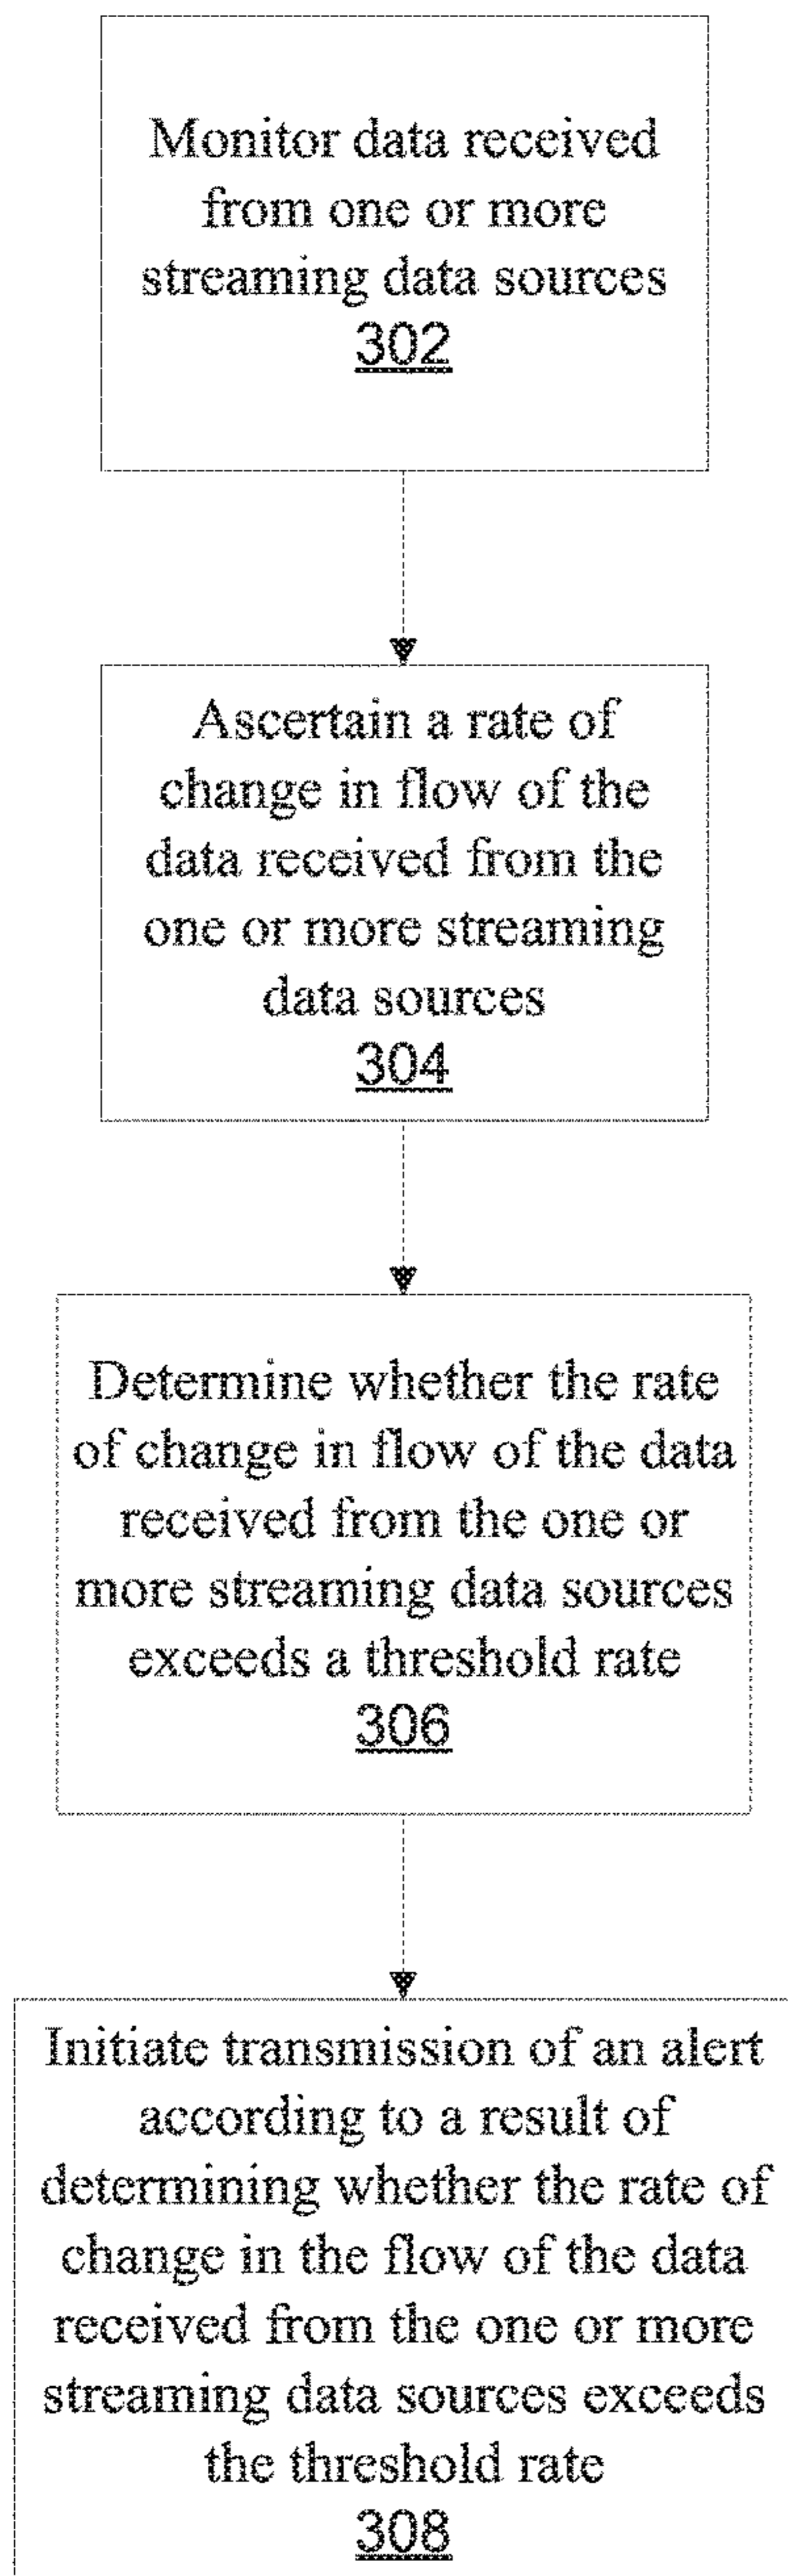 Monitor data received
from one or more
streaming data sources
302
Ascertain a rate of
change in flow of the
data received from the
one or more streaming
data sources
304
Determine whether the rate
of change in flow of the data
received from the one or
more streaming data sources
exceeds a threshold rate
306
Initiate transmission of an alert
according to a result of
determining whether the rate of
change in the flow of the data
received from the one or more
streaming data sources exceeds
the threshold rate
308